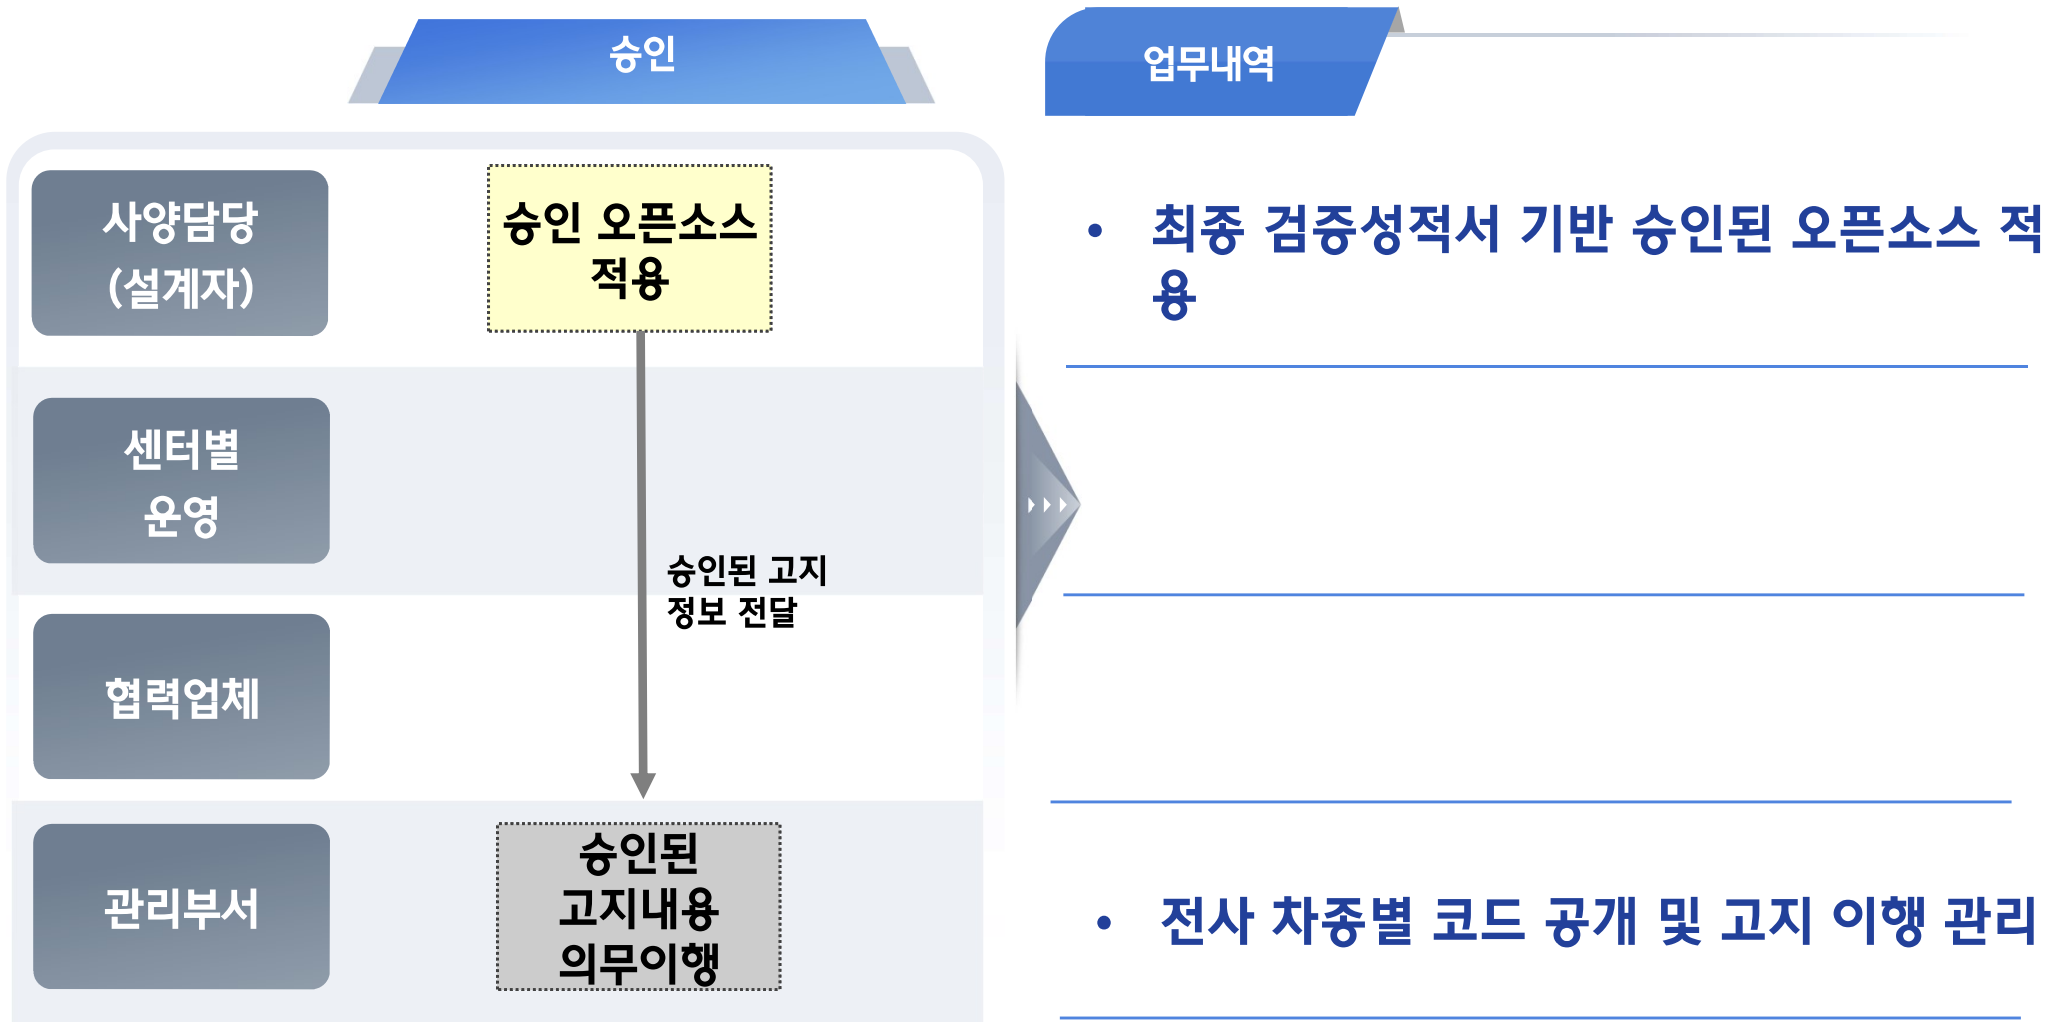 승인
업무내역
사양담당
(설계자)
승인 오픈소스
적용
• 최종 검증성적서 기반 승인된 오픈소스 적
용
센터별
운영
승인된 고지
정보 전달
협력업체
관리부서
승인된
고지내용
의무이행
• 전사 차종별 코드 공개 및 고지 이행 관리